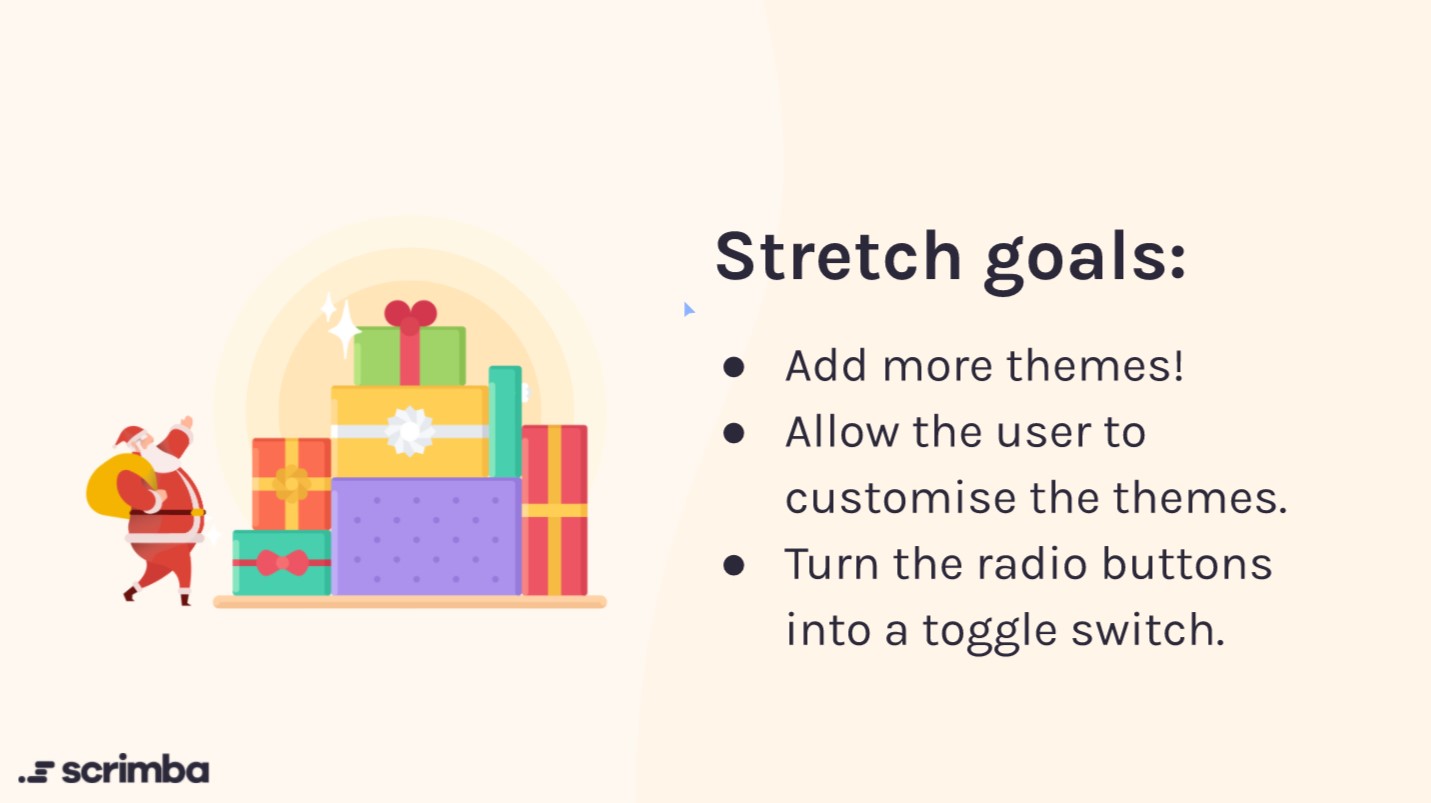 Stretch goals:
● Add more themes!
● Allow the user to
customise the themes.
● Turn the radio buttons
into a toggle switch.
scrimba